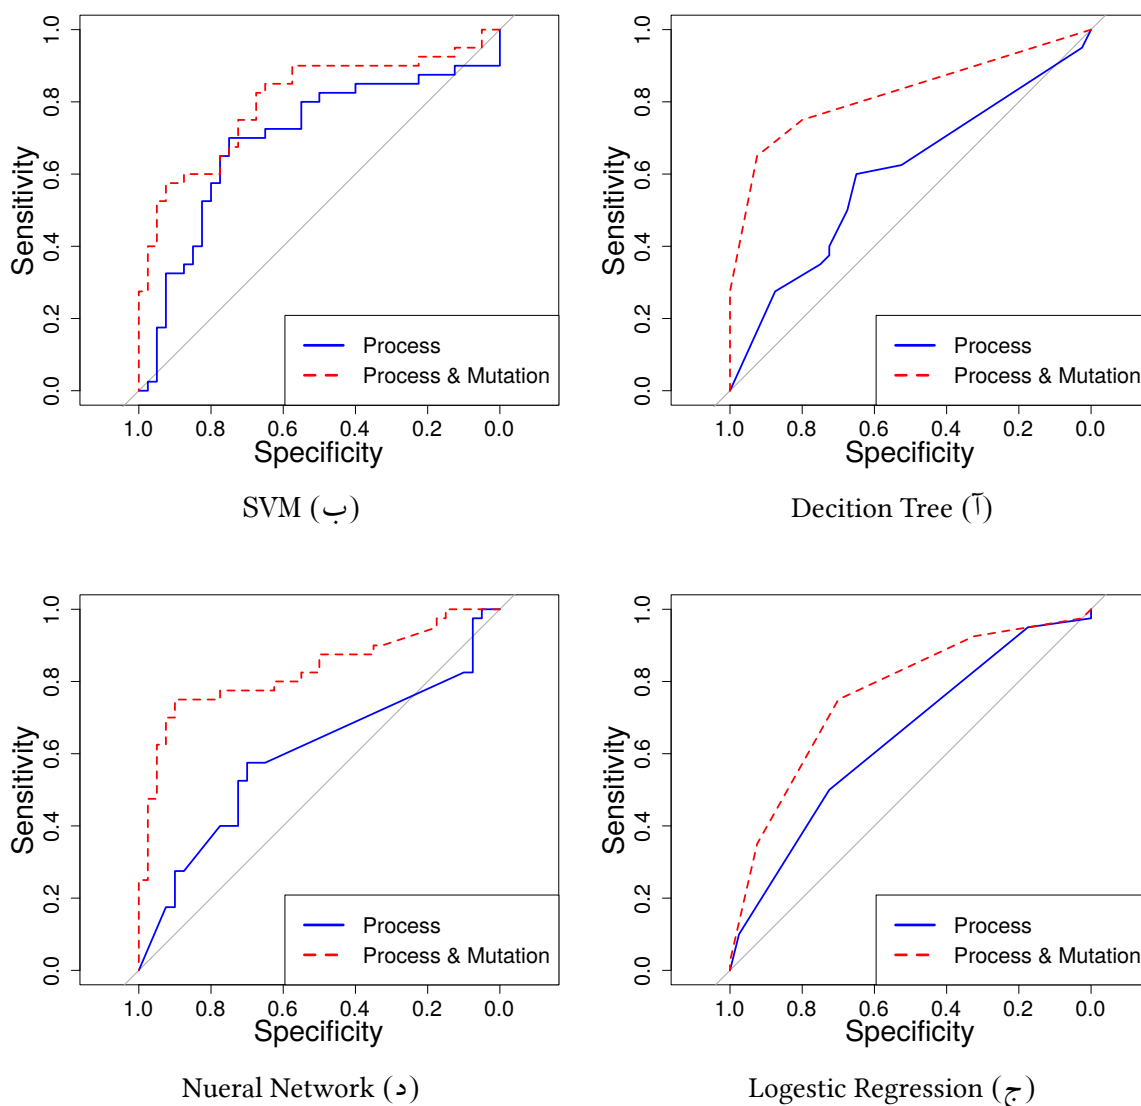 Sensitivity
0.0 0.2 0.4 0.6 0.8 1.0
Process
Process & Mutation
1.0 0.8 0.6 0.4 0.2 0.0
Specificity
(آ) Decition Tree
Sensitivity
0.0 0.2 0.4 0.6 0.8 1.0
Process
Process & Mutation
1.0 0.8 0.6 0.4 0.2 0.0
Specificity
(ب) SVM
Sensitivity
0.0 0.2 0.4 0.6 0.8 1.0
Process
Process & Mutation
1.0 0.8 0.6 0.4 0.2 0.0
Specificity
(ج) Logestic Regression
Sensitivity
0.0 0.2 0.4 0.6 0.8 1.0
Process
Process & Mutation
1.0 0.8 0.6 0.4 0.2 0.0
Specificity
(د) Nueral Network